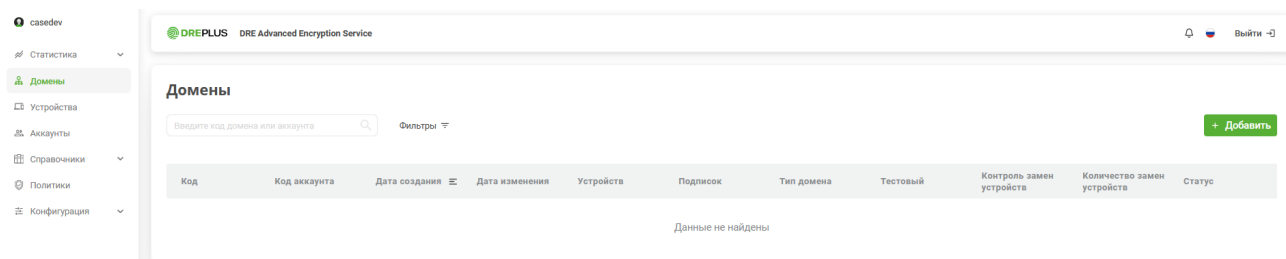 casedev
Статистика
Домены
Устройства
Аккаунты
Справочники
Политики
Конфигурация
DREPLUS DRE Advanced Encryption Service
Выйти
Домены
Введите код домена или аккаунта
Фильтры
+ Добавить
Код
Код аккаунта
Дата создания
Дата изменения
Устройств
Подписок
Тип домена
Тестовый
Контроль замен
устройств
Количество замен
устройств
Статус
Данные не найдены